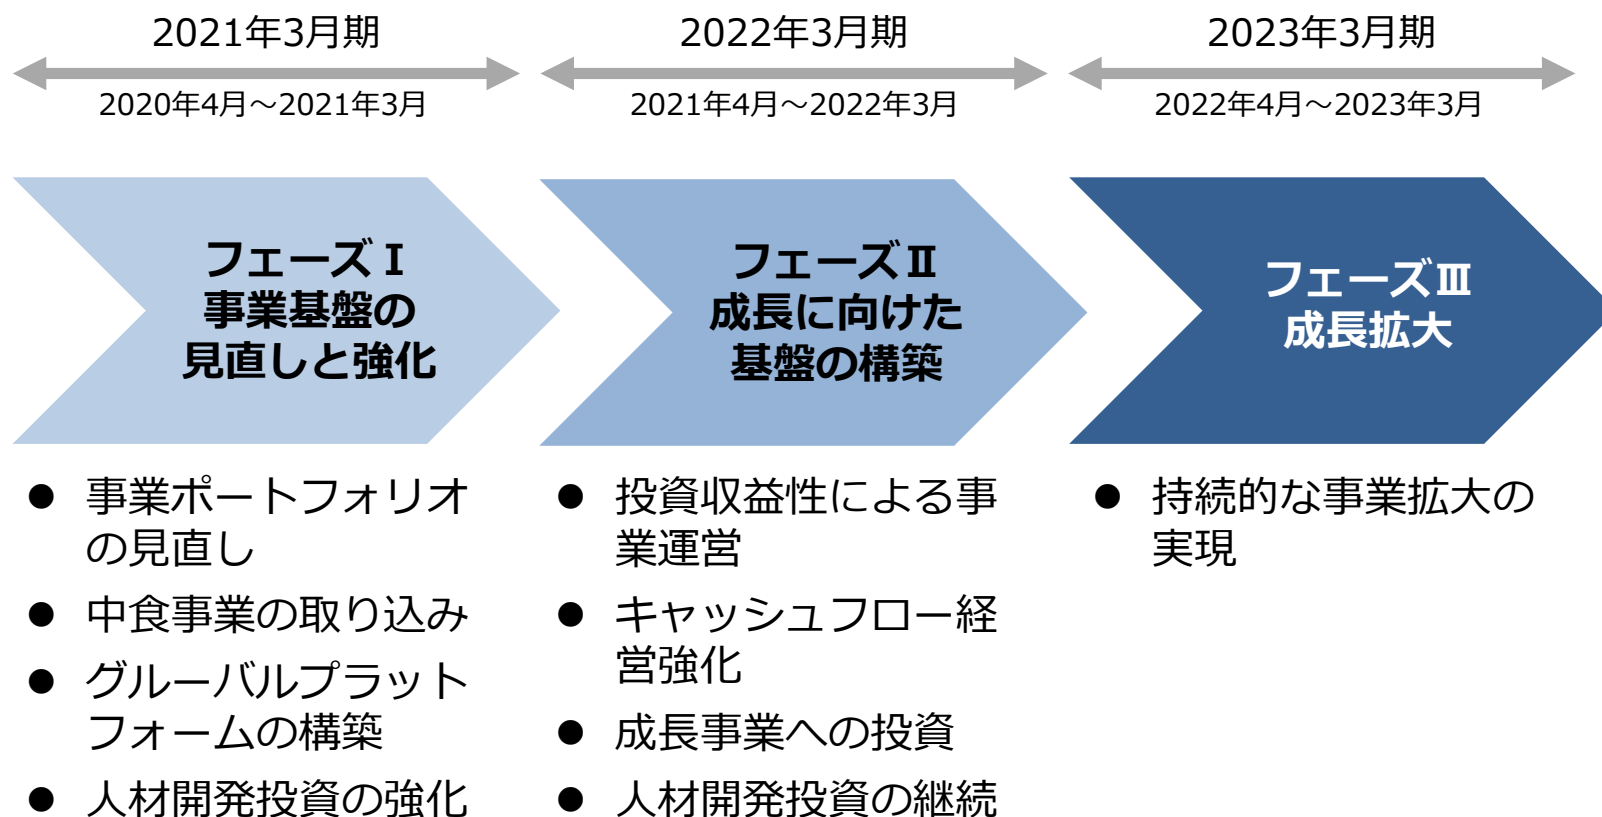 2021年3月期
2020年4月～2021年3月
2022年3月期
2021年4月～2022年3月
2023年3月期
2022年4月～2023年3月
フェーズⅠ
事業基盤の
見直しと強化
フェーズⅡ
成長に向けた
基盤の構築
フェーズⅢ
成長拡大
● 事業ポートフォリオ
の見直し
● 中食事業の取り込み
● グルーバルプラット
フォームの構築
● 人材開発投資の強化
● 投資収益性による事
業運営
● キャッシュフロー経
営強化
● 成長事業への投資
● 人材開発投資の継続
● 持続的な事業拡大の
実現